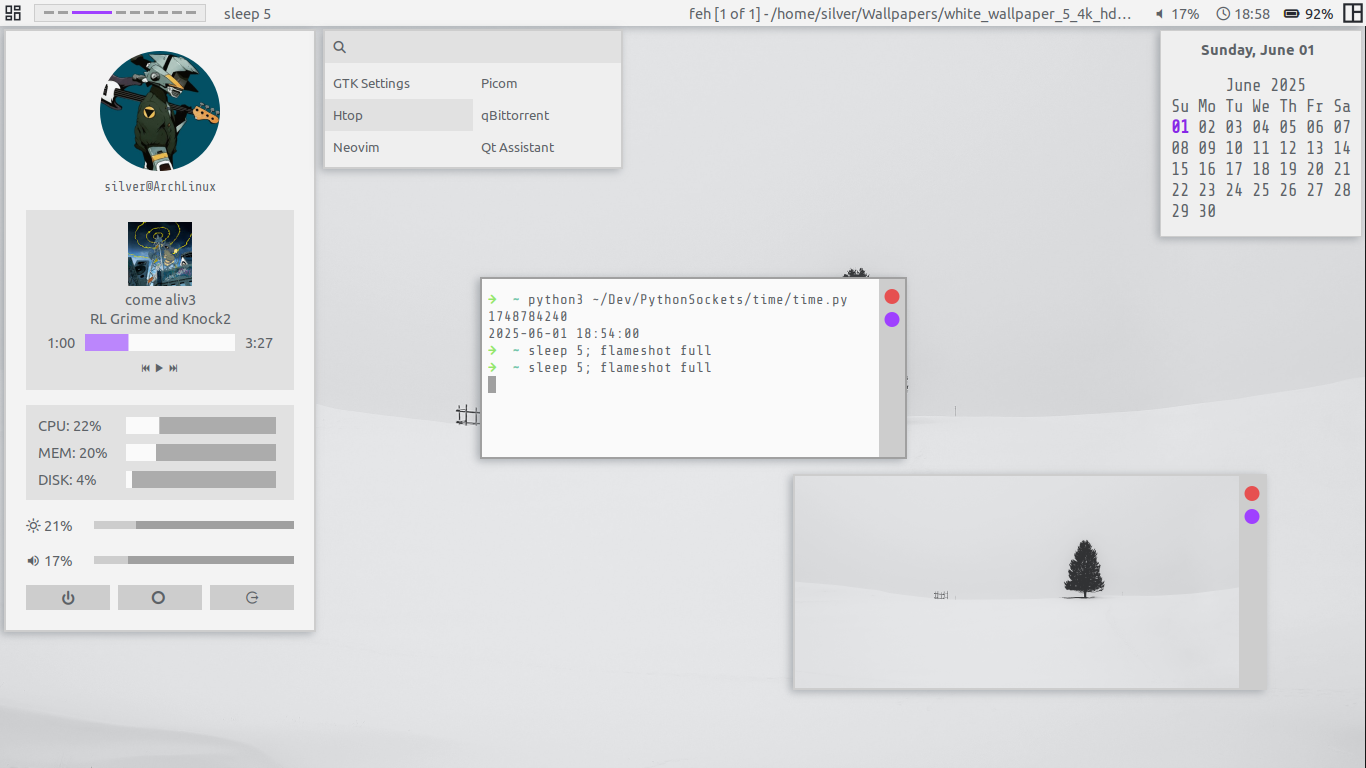 sleep 5
feh [1 of 1] - /home/silver/Wallpapers/white_wallpaper_5_4k_hd…
17%
18:58
92%
silver@ArchLinux
come aliv3
RL Grime and Knock2
1:00
3:27
CPU: 22%
MEM: 20%
DISK: 4%
21%
17%
GTK Settings
Picom
Htop
qBittorrent
Neovim
Qt Assistant
➜ ~ python3 ~/Dev/PythonSockets/time/time.py
1748784240
2025-06-01 18:54:00
➜ ~ sleep 5; flameshot full
➜ ~ sleep 5; flameshot full
Sunday, June 01
June 2025
Su Mo Tu We Th Fr Sa
01 02 03 04 05 06 07
08 09 10 11 12 13 14
15 16 17 18 19 20 21
22 23 24 25 26 27 28
29 30